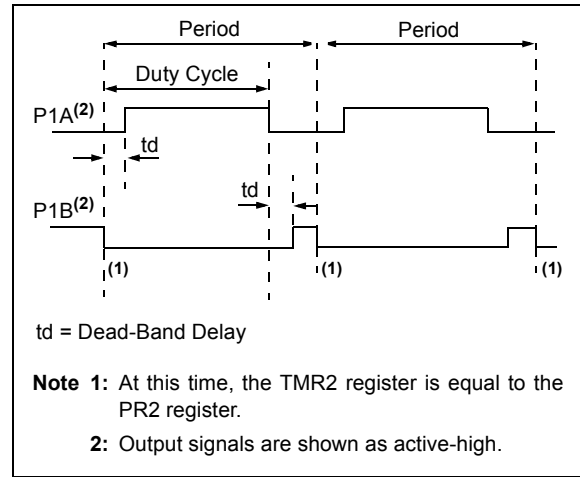 Period Period
Duty Cycle
P1A(2)
td
td
P1B(2)
(1) (1) (1)
td = Dead-Band Delay
Note 1: At this time, the TMR2 register is equal to the
PR2 register.
2: Output signals are shown as active-high.